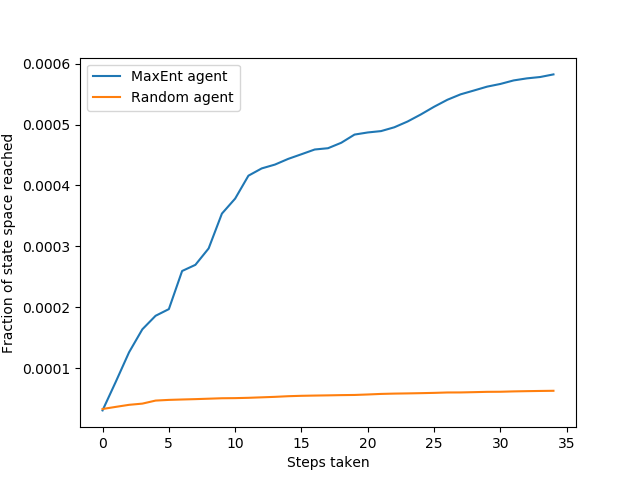 MaxEnt agent
Random agent
Fraction of state space reached
0.0006
0.0005
0.0004
0.0003
0.0002
0.0001
0 5 10 15 20 25 30 35
Steps taken